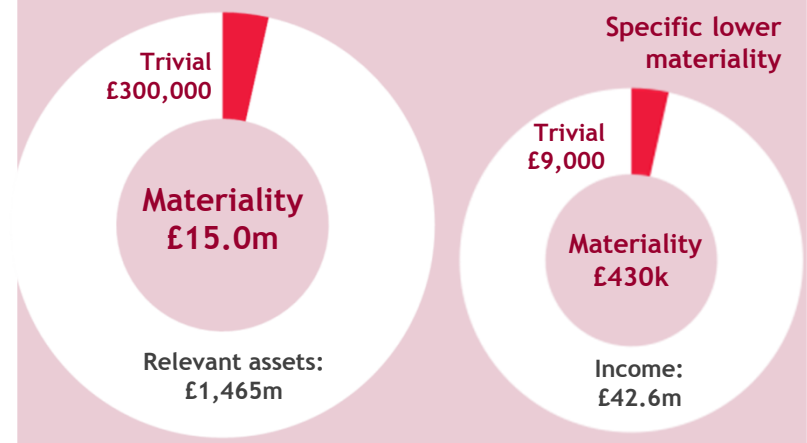 Trivial
£300,000
Materiality
£15.0m
Relevant assets:
£1,465m
Specific lower
materiality
Trivial
£9,000
Materiality
£430k
Income:
£42.6m